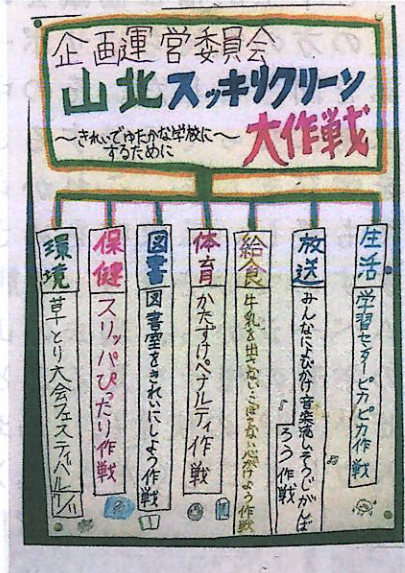 企画運営委員会
山北スッキリクリーン
大作戦
～きれいでゆたかな学校に～
するために
生活
学習センターピカピカ作戦
放送
みんなによびかけ音楽流しそうじがんば
ろう作戦
給食
牛乳を出さない こぼさない心がけよう作戦
体育
かたずけペナルティ作戦
図書
図書室をきれいにしよう作戦
保健
スリッパぴったり作戦
環境
草とり大会フェスティバル